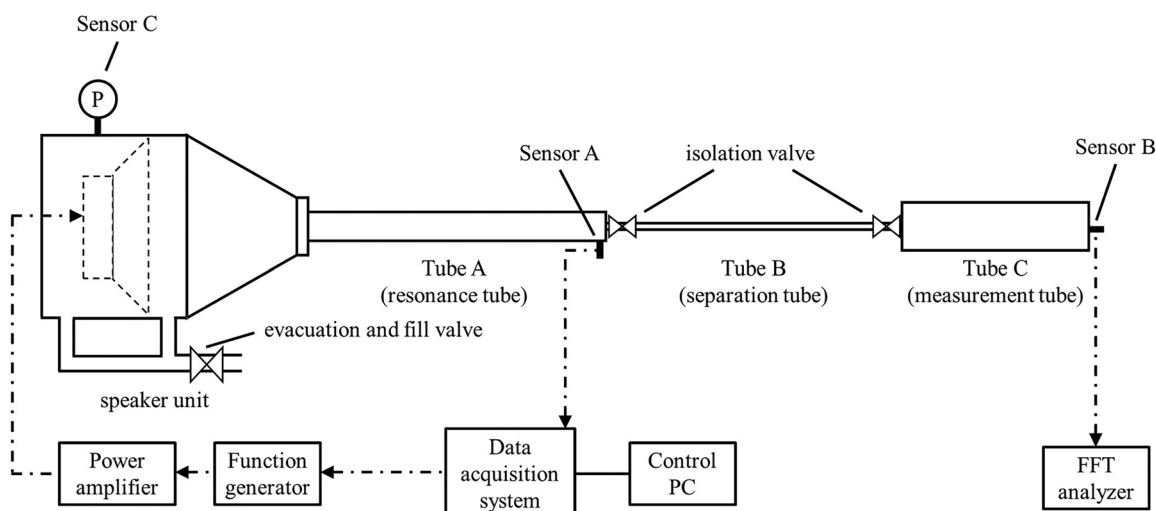 Sensor C
P
Sensor A
isolation valve
Sensor B
Tube A
(resonance tube)
Tube B
(separation tube)
Tube C
(measurement tube)
evacuation and fill valve
speaker unit
Power
amplifier
Function
generator
Data
acquisition
system
Control
PC
FFT
analyzer